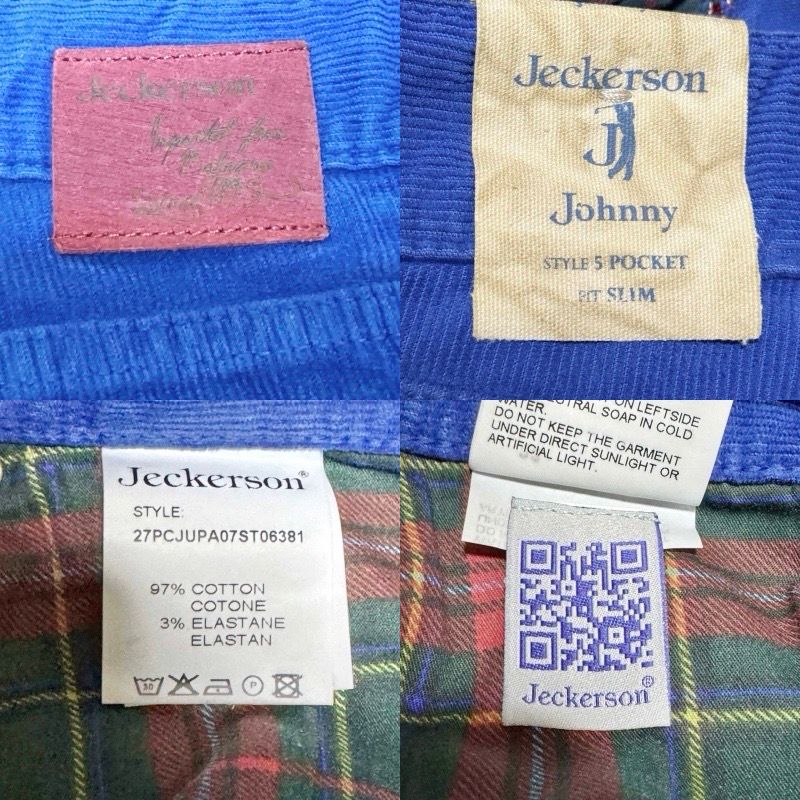 Jeckerson
Jeckerson
J
Johnny
STYLE 5 POCKET
FIT SLIM
Jeckerson®
STYLE:
27PCJUPA07ST06381
97% COTTON
COTONE
3% ELASTANE
ELASTAN
30
P
ON LEFTSIDE
WATER.
SOAP IN COLD
DO NOT KEEP THE GARMENT
UNDER DIRECT SUNLIGHT OR
ARTIFICIAL LIGHT.
Jeckerson®